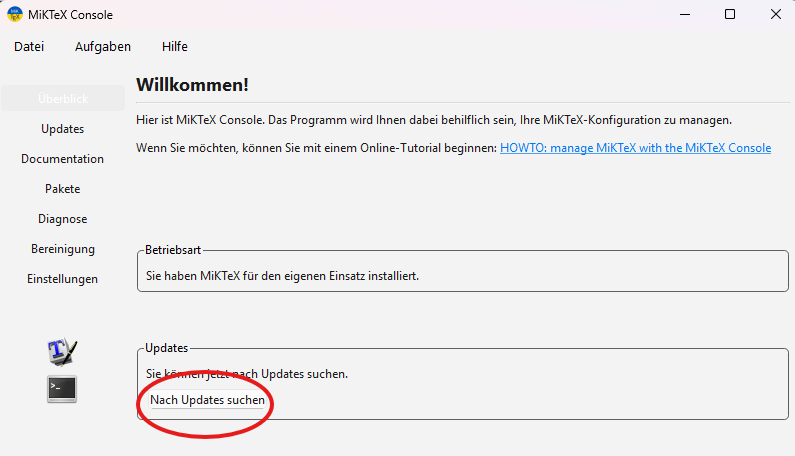 MiKTeX Console
Datei Aufgaben Hilfe
Überblick
Updates
Documentation
Pakete
Diagnose
Bereinigung
Einstellungen
Willkommen!
Hier ist MiKTeX Console. Das Programm wird Ihnen dabei behilflich sein, Ihre MiKTeX-Konfiguration zu managen.
Wenn Sie möchten, können Sie mit einem Online-Tutorial beginnen: HOWTO: manage MiKTeX with the MiKTeX Console
Betriebsart
Sie haben MiKTeX für den eigenen Einsatz installiert.
Updates
Sie können jetzt nach Updates suchen.
Nach Updates suchen